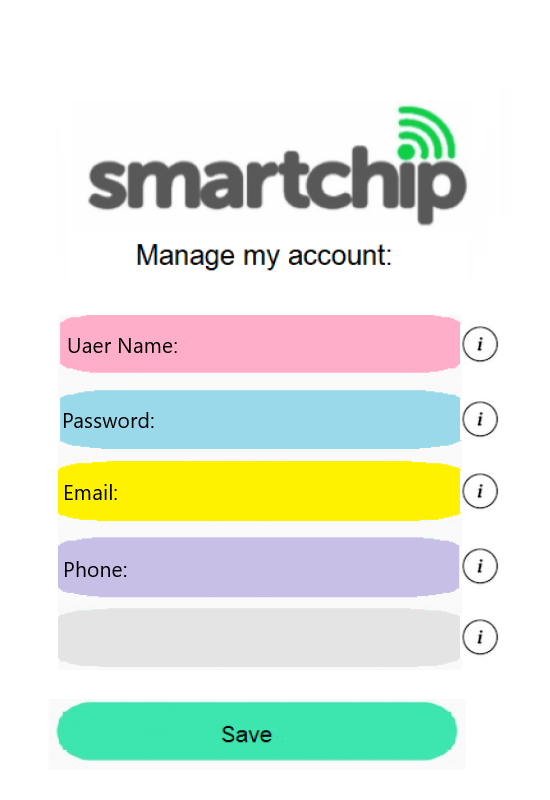 smartchip
Manage my account:
Uaer Name:
i
Password:
i
Email:
i
Phone:
i
i
Save